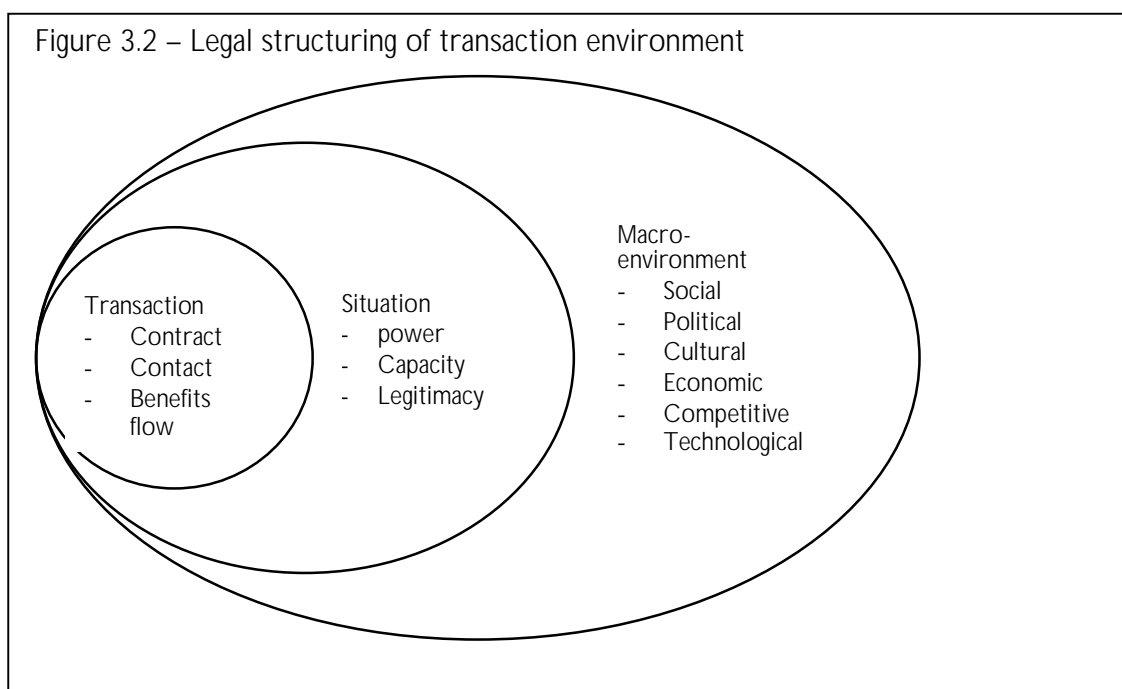 Figure 3.2 – Legal structuring of transaction environment
Transaction
- Contract
- Contact
- Benefits
flow
Situation
- power
- Capacity
- Legitimacy
Macro-
environment
- Social
- Political
- Cultural
- Economic
- Competitive
- Technological